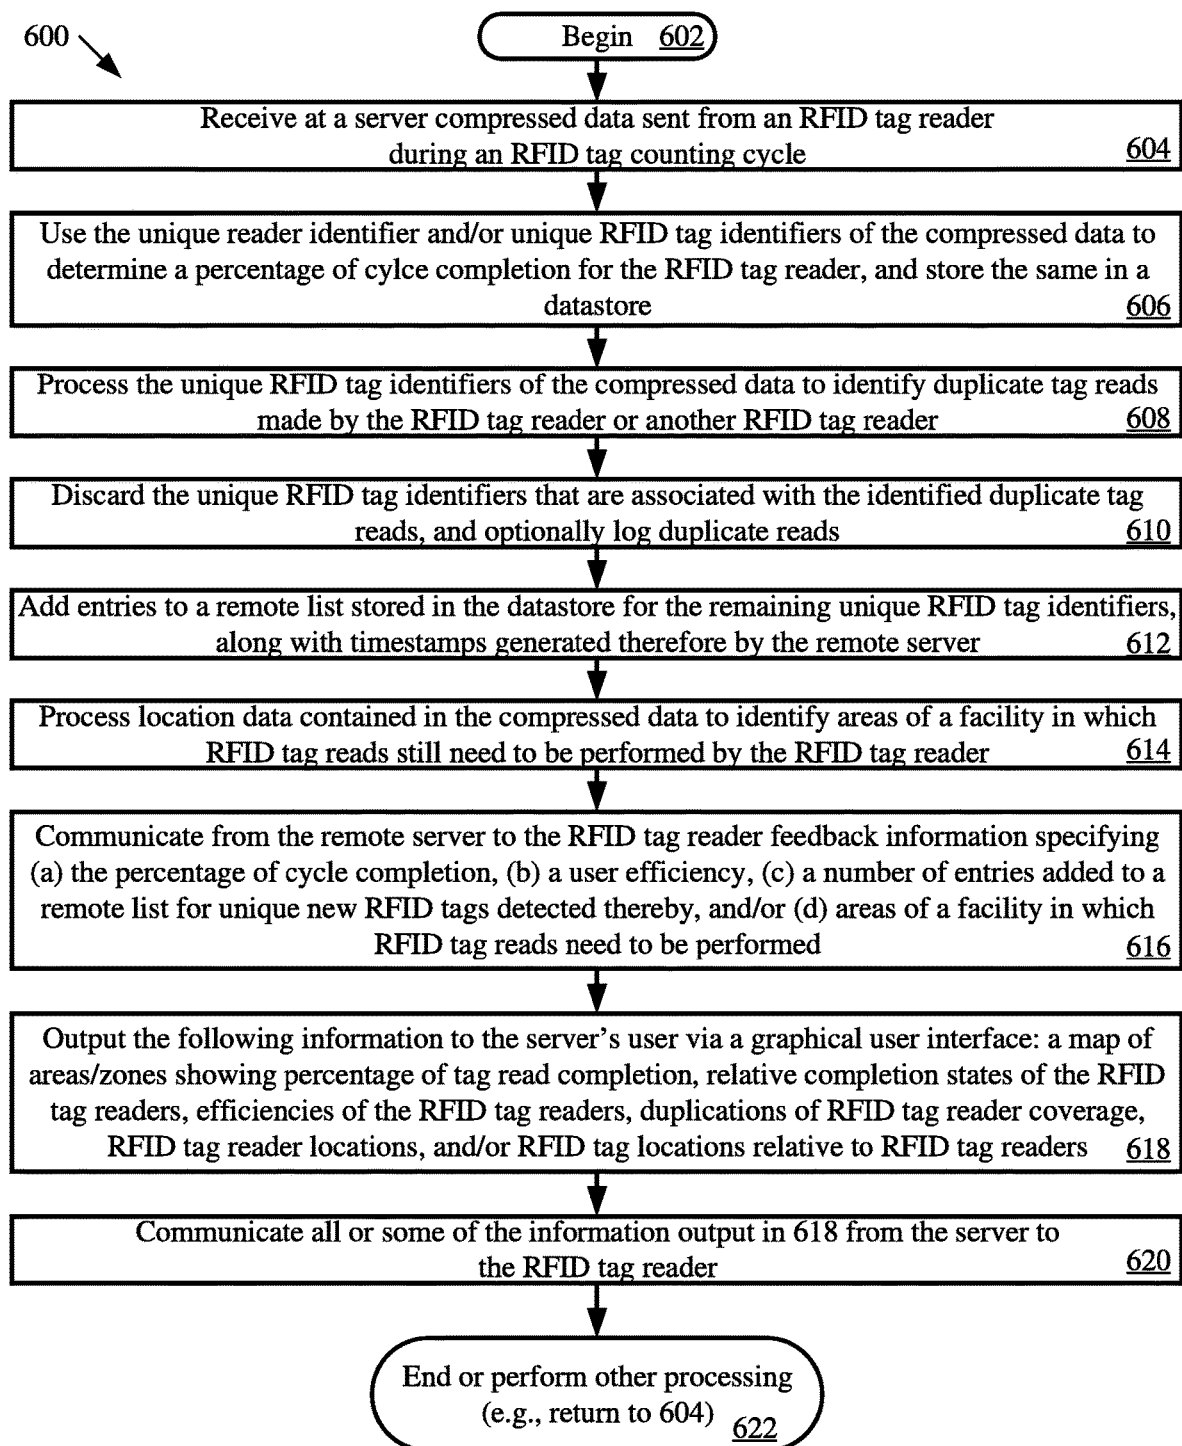 600
Begin 602
Receive at a server compressed data sent from an RFID tag reader
during an RFID tag counting cycle
604
Use the unique reader identifier and/or unique RFID tag identifiers of the compressed data to
determine a percentage of cylce completion for the RFID tag reader, and store the same in a
datastore
606
Process the unique RFID tag identifiers of the compressed data to identify duplicate tag reads
made by the RFID tag reader or another RFID tag reader
608
Discard the unique RFID tag identifiers that are associated with the identified duplicate tag
reads, and optionally log duplicate reads
610
Add entries to a remote list stored in the datastore for the remaining unique RFID tag identifiers,
along with timestamps generated therefore by the remote server
612
Process location data contained in the compressed data to identify areas of a facility in which
RFID tag reads still need to be performed by the RFID tag reader
614
Communicate from the remote server to the RFID tag reader feedback information specifying
(a) the percentage of cycle completion, (b) a user efficiency, (c) a number of entries added to a
remote list for unique new RFID tags detected thereby, and/or (d) areas of a facility in which
RFID tag reads need to be performed
616
Output the following information to the server's user via a graphical user interface: a map of
areas/zones showing percentage of tag read completion, relative completion states of the RFID
tag readers, efficiencies of the RFID tag readers, duplications of RFID tag reader coverage,
RFID tag reader locations, and/or RFID tag locations relative to RFID tag readers
618
Communicate all or some of the information output in 618 from the server to
the RFID tag reader
620
End or perform other processing
(e.g., return to 604)
622